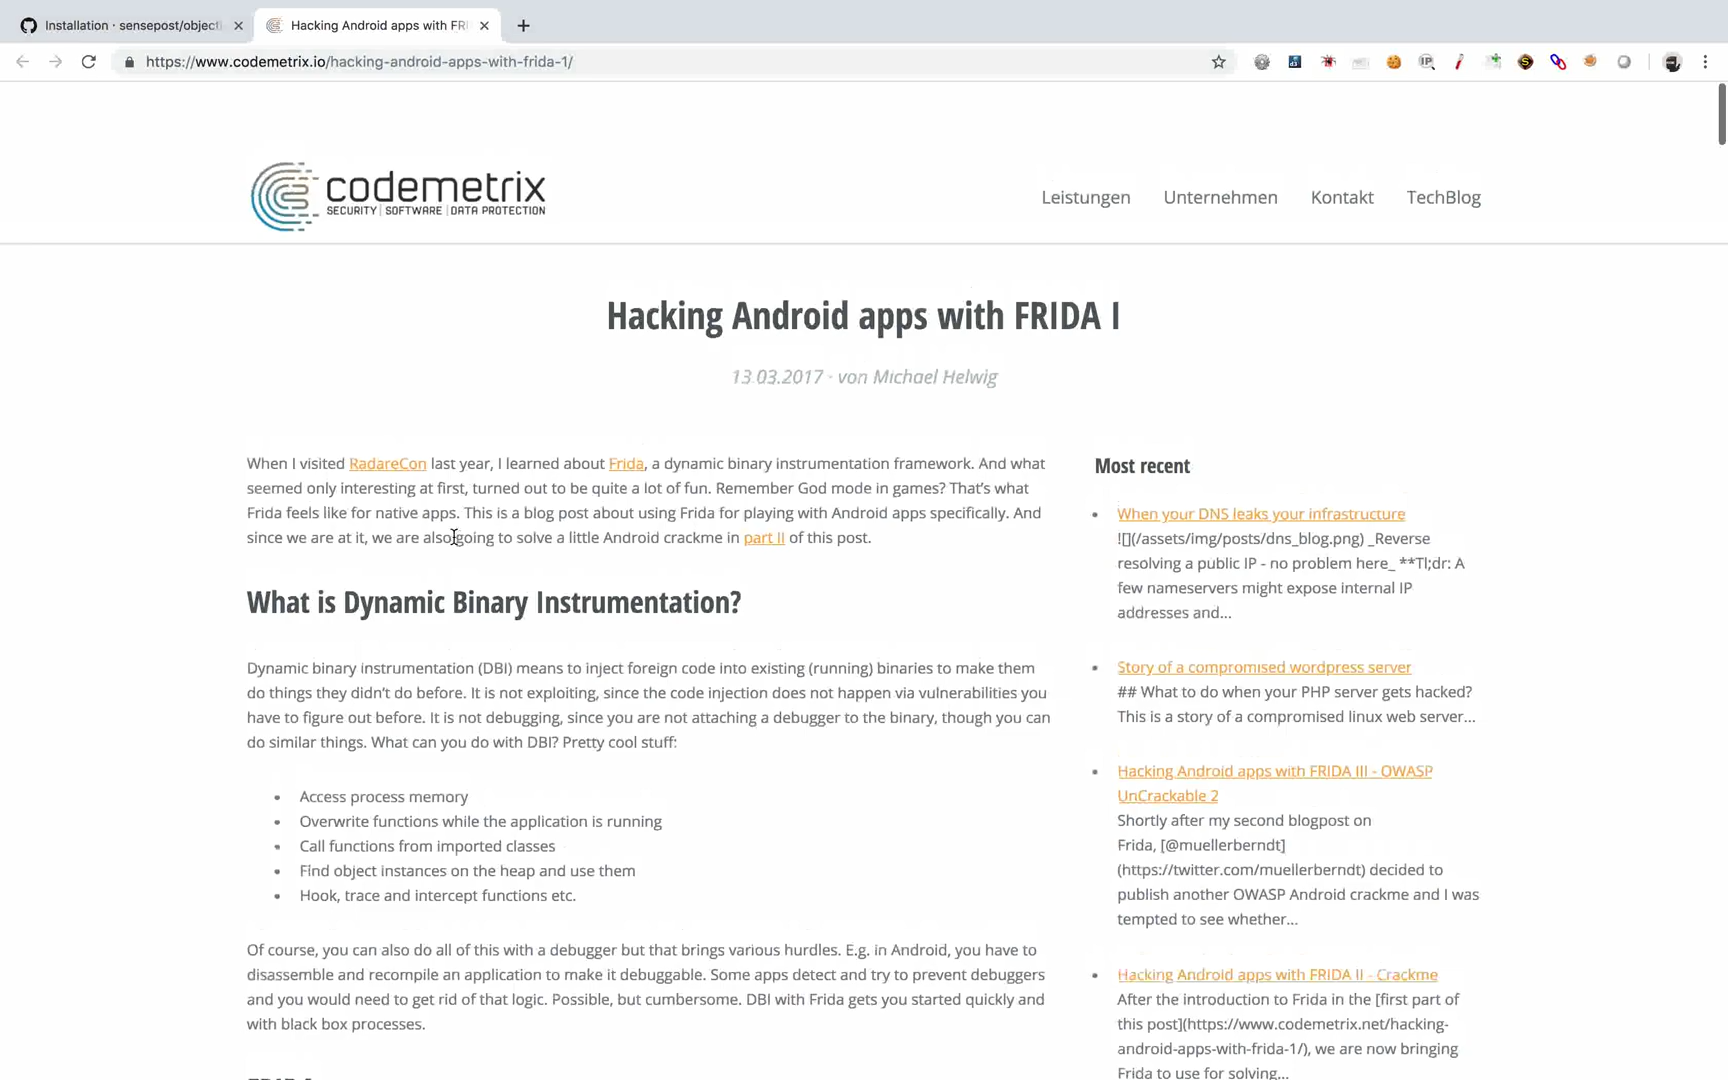 Installation · sensepost/objecti
Hacking Android apps with FRI
https://www.codemetrix.io/hacking-android-apps-with-frida-1/
codemetrix
SECURITY | SOFTWARE | DATA PROTECTION
Leistungen Unternehmen Kontakt TechBlog
Hacking Android apps with FRIDA I
13.03.2017 · von Michael Helwig
When I visited RadareCon last year, I learned about Frida, a dynamic binary instrumentation framework. And what
seemed only interesting at first, turned out to be quite a lot of fun. Remember God mode in games? That's what
Frida feels like for native apps. This is a blog post about using Frida for playing with Android apps specifically. And
since we are at it, we are also going to solve a little Android crackme in part II of this post.
What is Dynamic Binary Instrumentation?
Dynamic binary instrumentation (DBI) means to inject foreign code into existing (running) binaries to make them
do things they didn't do before. It is not exploiting, since the code injection does not happen via vulnerabilities you
have to figure out before. It is not debugging, since you are not attaching a debugger to the binary, though you can
do similar things. What can you do with DBI? Pretty cool stuff:
• Access process memory
• Overwrite functions while the application is running
• Call functions from imported classes
• Find object instances on the heap and use them
• Hook, trace and intercept functions etc.
Of course, you can also do all of this with a debugger but that brings various hurdles. E.g. in Android, you have to
disassemble and recompile an application to make it debuggable. Some apps detect and try to prevent debuggers
and you would need to get rid of that logic. Possible, but cumbersome. DBI with Frida gets you started quickly and
with black box processes.
Most recent
• When your DNS leaks your infrastructure
![](/assets/img/posts/dns_blog.png) _Reverse
resolving a public IP - no problem here_ **Tl;dr: A
few nameservers might expose internal IP
addresses and...
• Story of a compromised wordpress server
## What to do when your PHP server gets hacked?
This is a story of a compromised linux web server...
• Hacking Android apps with FRIDA III - OWASP
UnCrackable 2
Shortly after my second blogpost on
Frida, [@muellerberndt]
(https://twitter.com/muellerberndt) decided to
publish another OWASP Android crackme and I was
tempted to see whether...
• Hacking Android apps with FRIDA II - Crackme
After the introduction to Frida in the [first part of
this post](https://www.codemetrix.net/hacking-
android-apps-with-frida-1/), we are now bringing
Frida to use for solving...